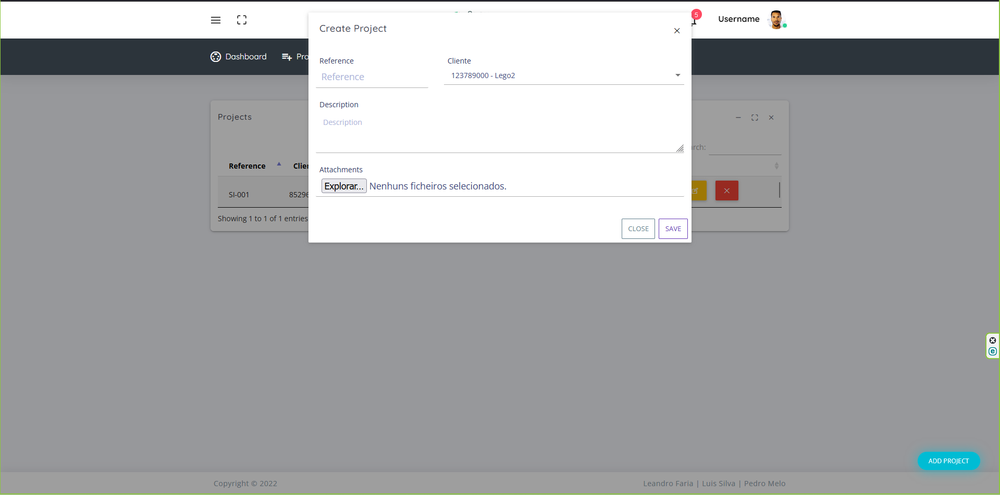 5
Username
Create Project
Dashboard
Pro
Reference
Cliente
Reference
123789000 - Lego2
Description
Description
Projects
rch:
Reference
Clien
Attachments
Explorar... Nenhuns ficheiros selecionados.
SI-001
85296
Showing 1 to 1 of 1 entries
CLOSE
SAVE
ADD PROJECT
Copyright © 2022
Leandro Faria | Luis Silva | Pedro Melo